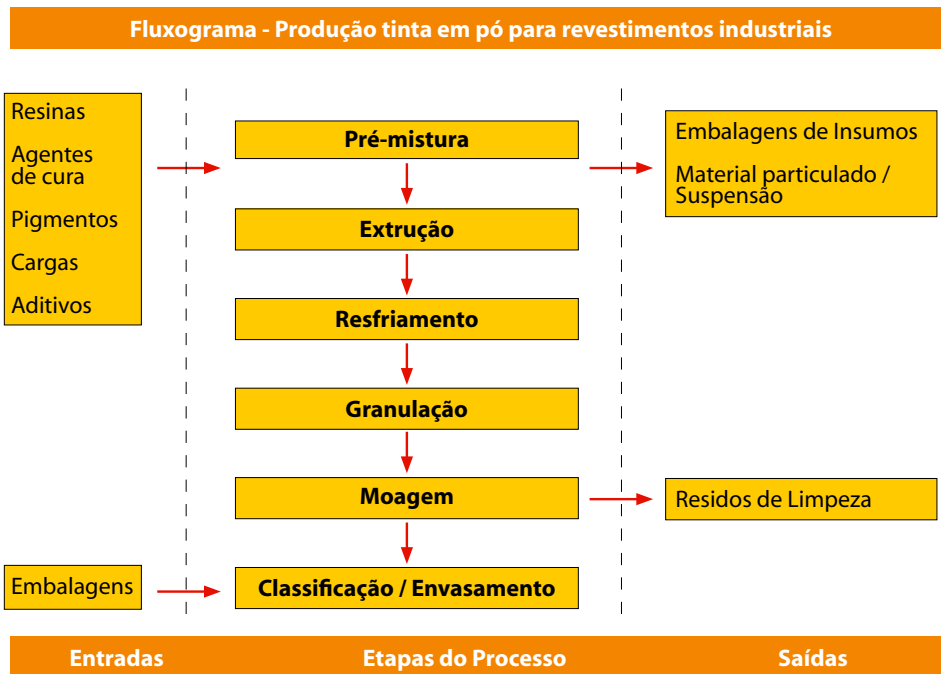 Fluxograma - Produção tinta em pó para revestimentos industriais
Resinas
Agentes
de cura
Pigmentos
Cargas
Aditivos
Pré-mistura
Embalagens de Insumos
Material particulado /
Suspensão
Extrução
Resfriamento
Granulação
Moagem
Residos de Limpeza
Embalagens
Classificação / Envasamento
Entradas
Etapas do Processo
Saídas